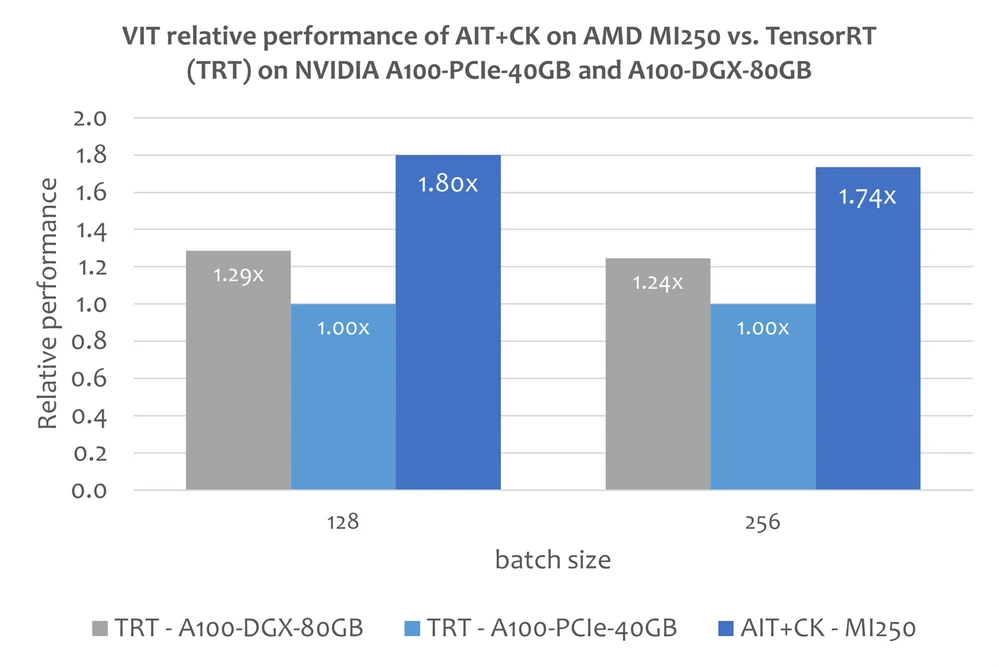 VIT relative performance of AIT+CK on AMD MI250 vs. TensorRT
(TRT) on NVIDIA A100-PCIe-40GB and A100-DGX-80GB
Relative performance
2.0
1.8
1.6
1.4
1.2
1.0
0.8
0.6
0.4
0.2
0.0
1.29x
1.00x
1.80x
1.24x
1.00x
1.74x
128
256
batch size
TRT - A100-DGX-80GB
TRT - A100-PCIe-40GB
AIT+CK - MI250